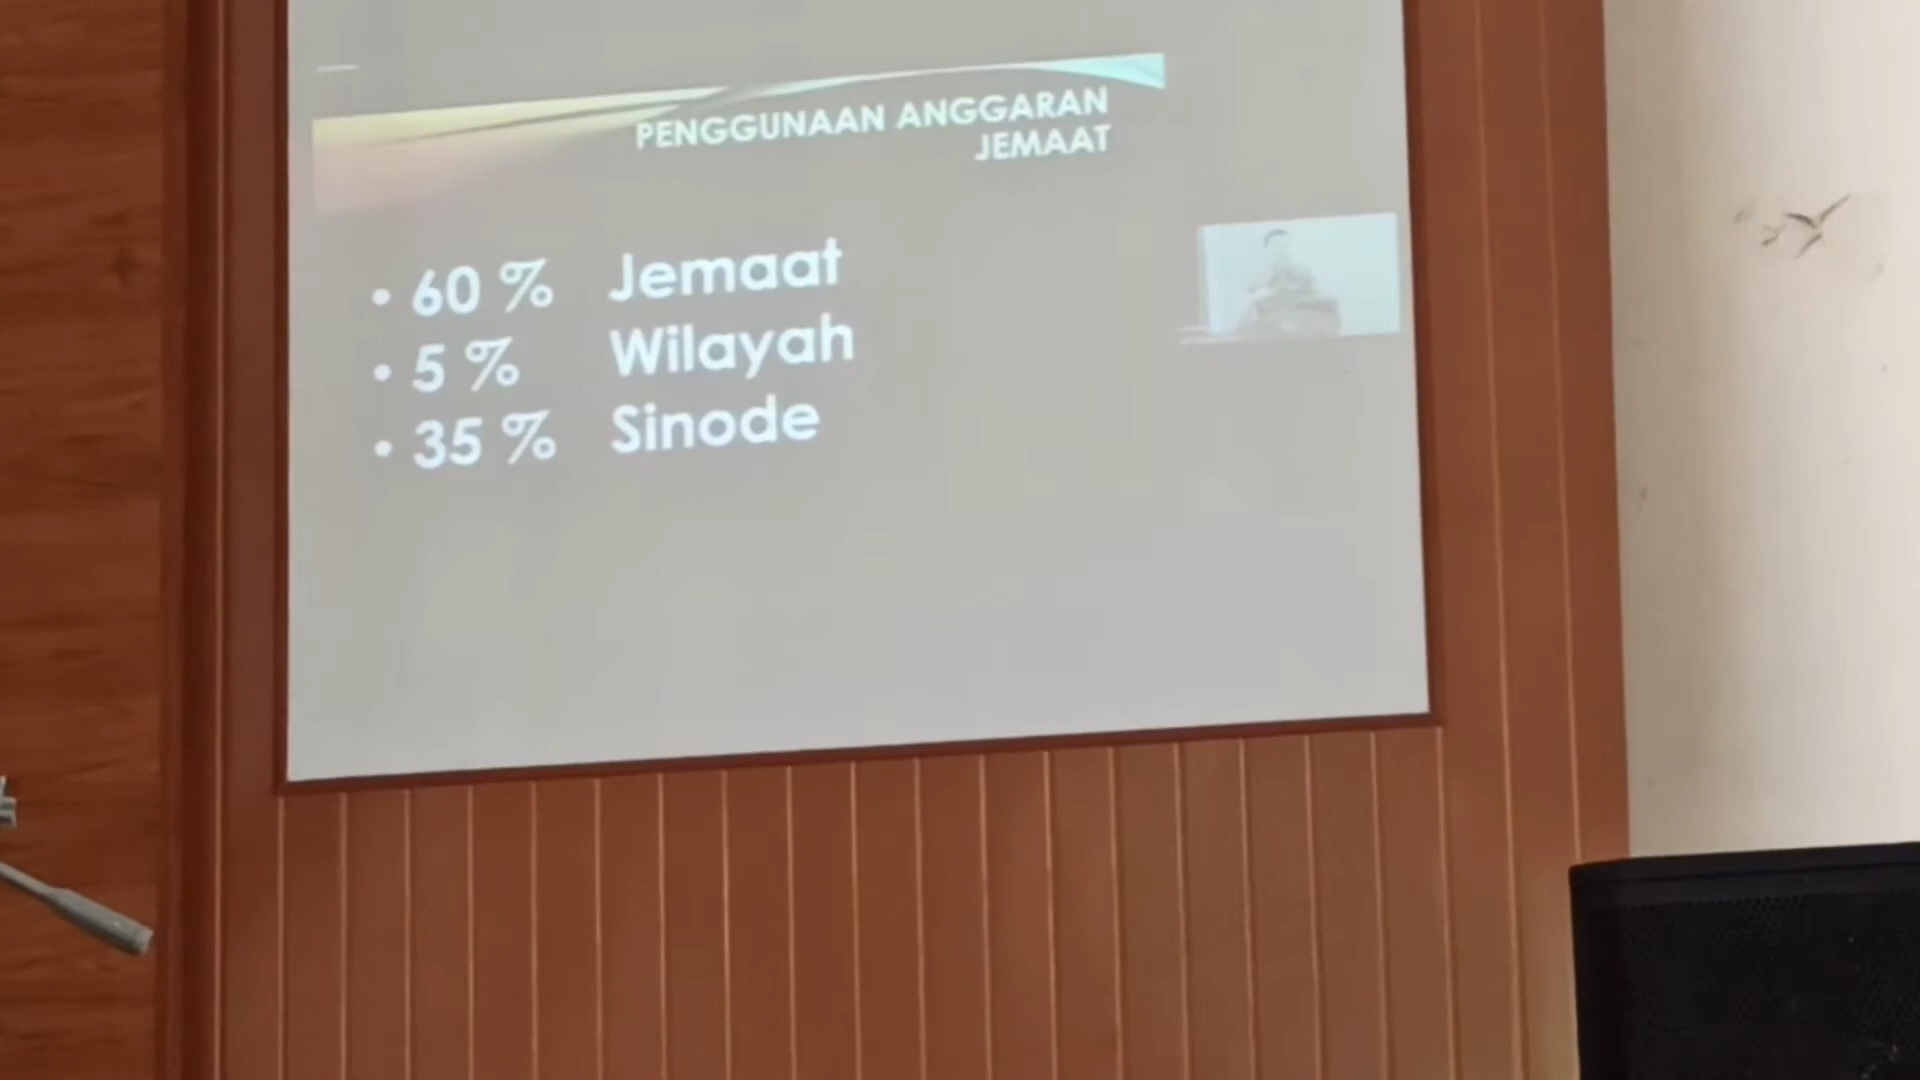 PENGGUNAAN ANGGARAN
JEMAAT
• 60 % Jemaat
• 5 % Wilayah
• 35 % Sinode